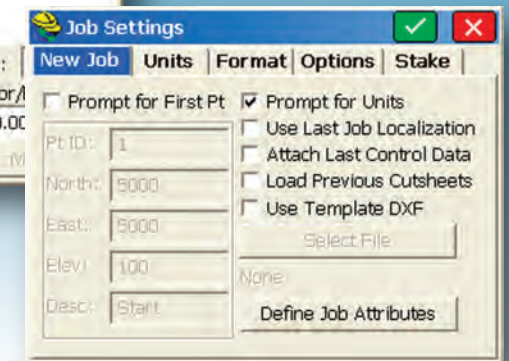 Job Settings
New Job Units Format Options Stake
Prompt for First Pt
Pt ID: 1
North: 5000
East: 5000
Elev: 100
Desc: Start
Prompt for Units
Use Last Job Localization
Attach Last Control Data
Load Previous Cutsheets
Use Template DXF
Select File
None
Define Job Attributes